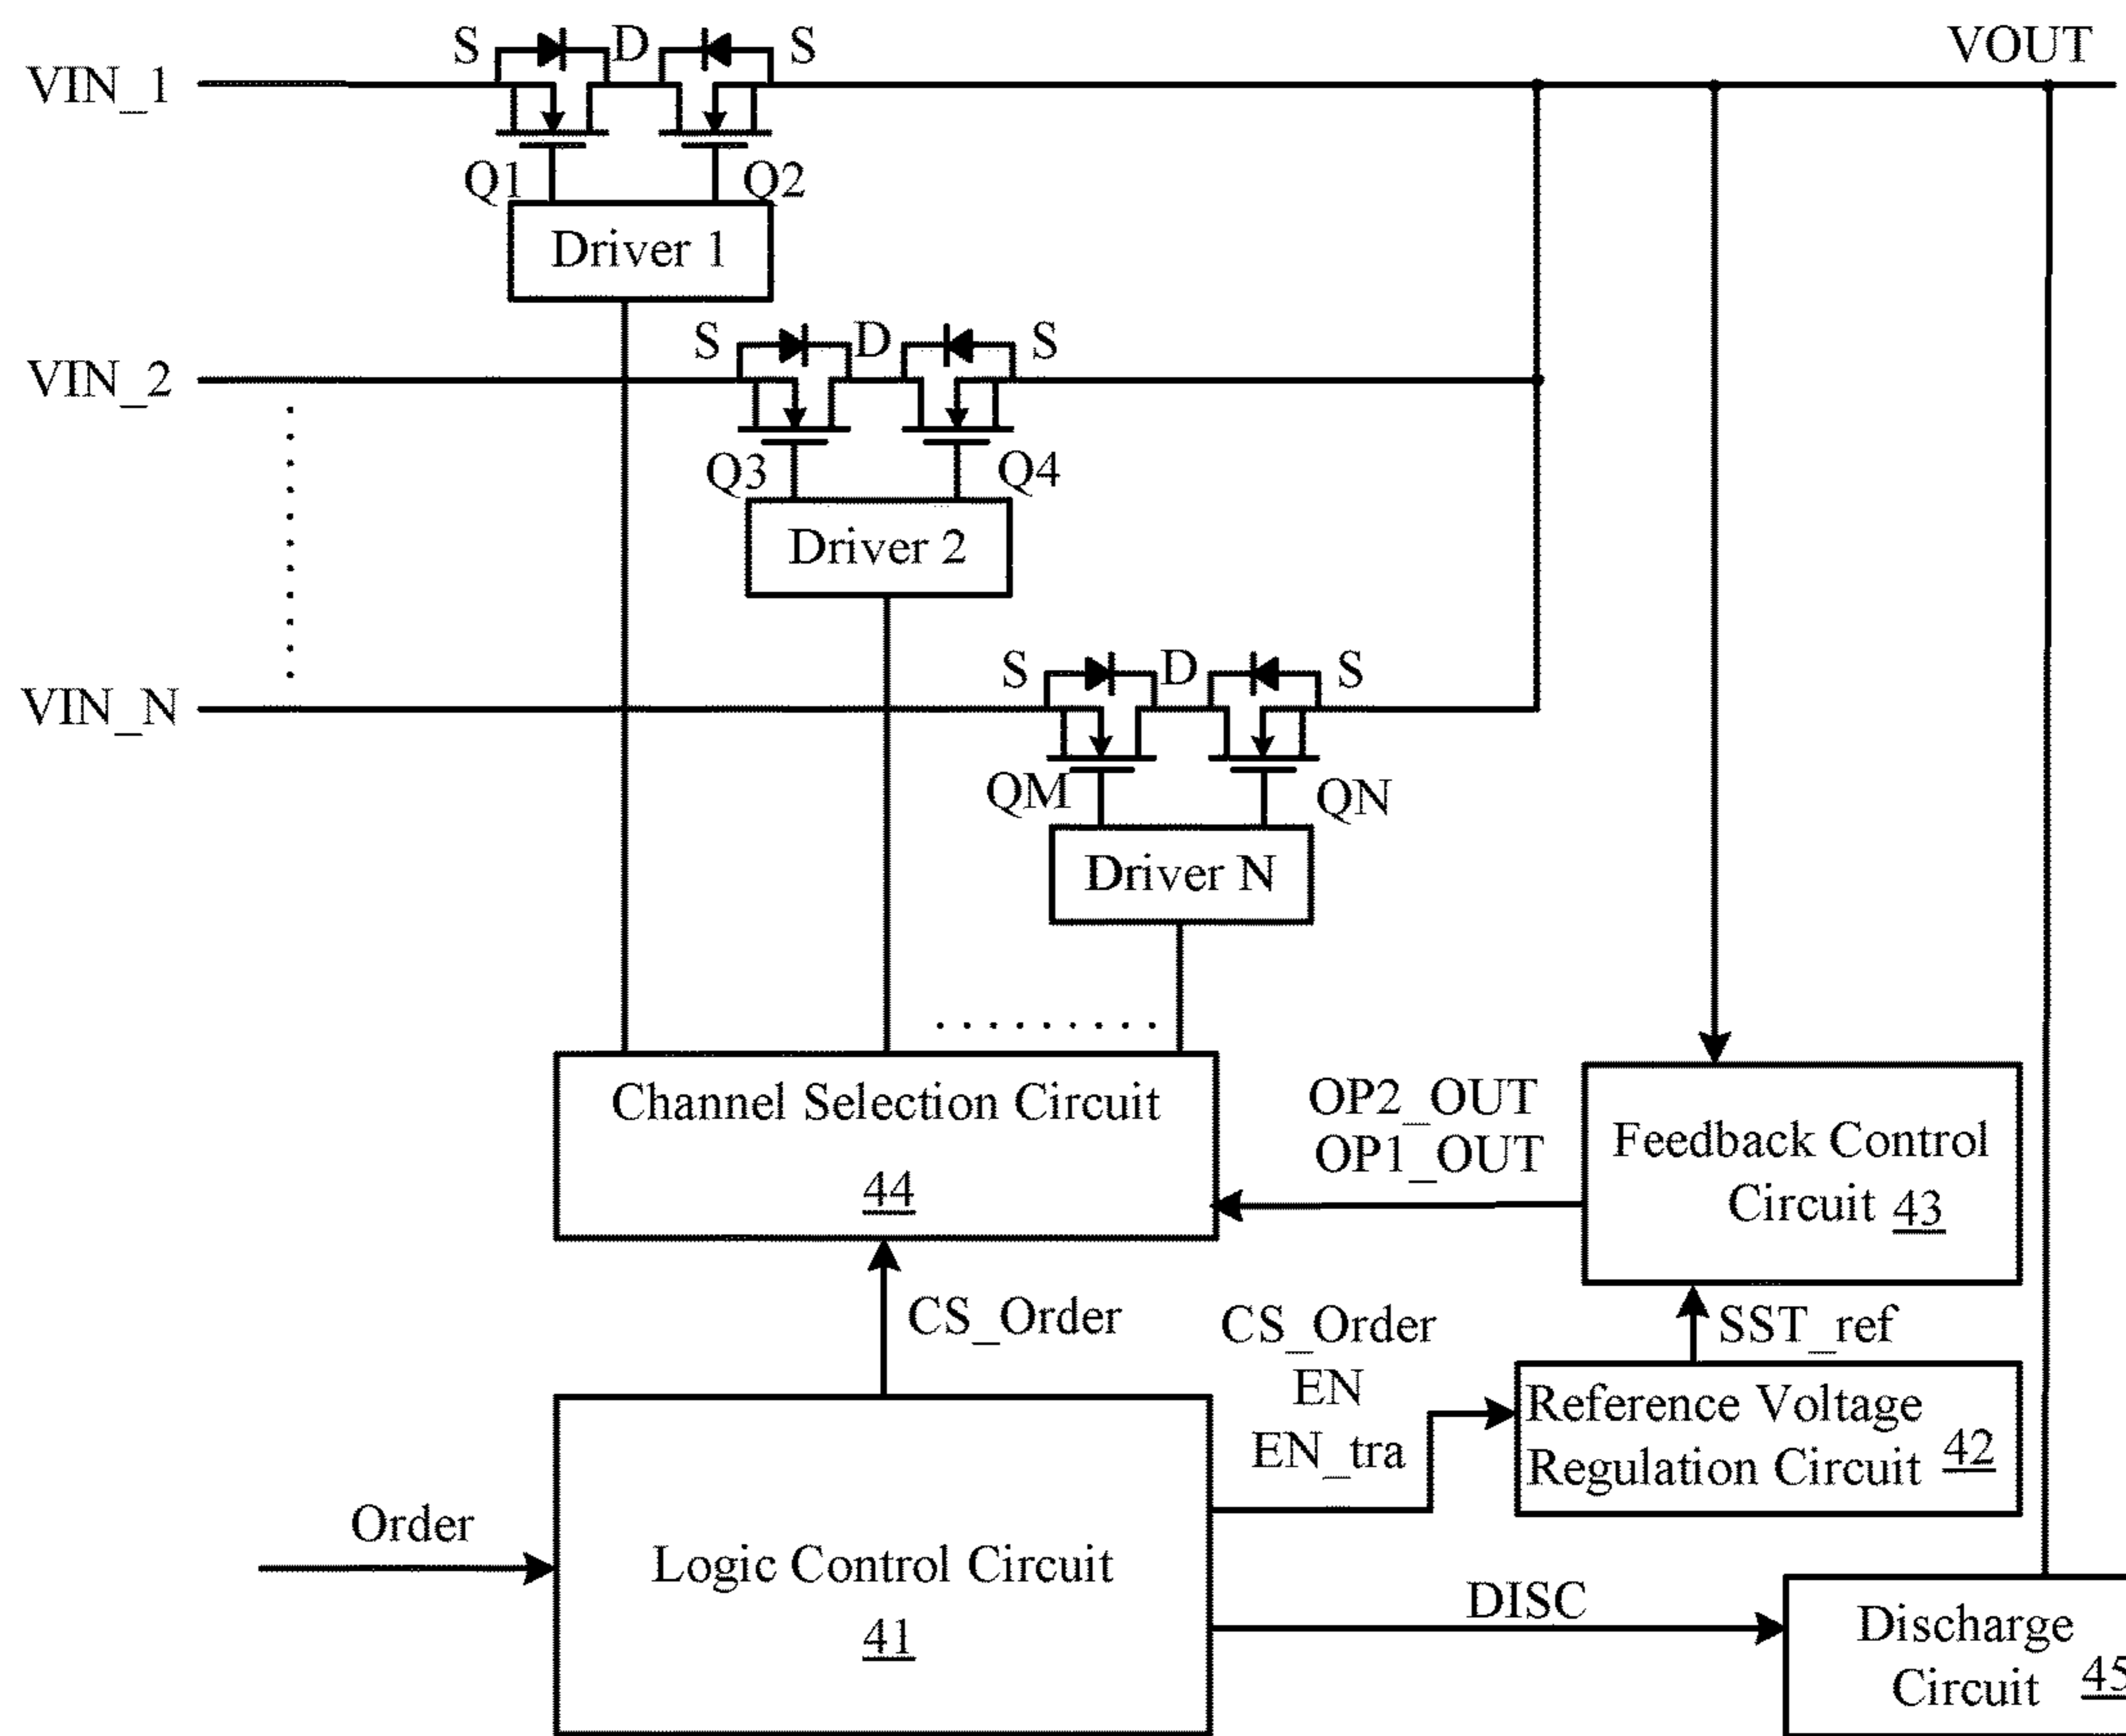 S D S VOUT
VIN_1
Q1 Q2
Driver 1
S D S
VIN_2
Q3 Q4
Driver 2
S D S
VIN_N
QM QN
Driver N
Channel Selection Circuit
44
OP2_OUT
OP1_OUT
Feedback Control
Circuit 43
CS_Order
CS_Order
EN
EN_tra
SST_ref
Reference Voltage
Regulation Circuit 42
Order
Logic Control Circuit
41
DISC
Discharge
Circuit 45